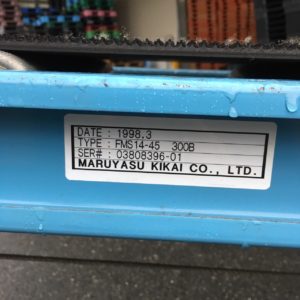 DATE : 1998.3
TYPE : FMS14-45 300B
SER# : 03808396-01
MARUYASU KIKAI CO., LTD.